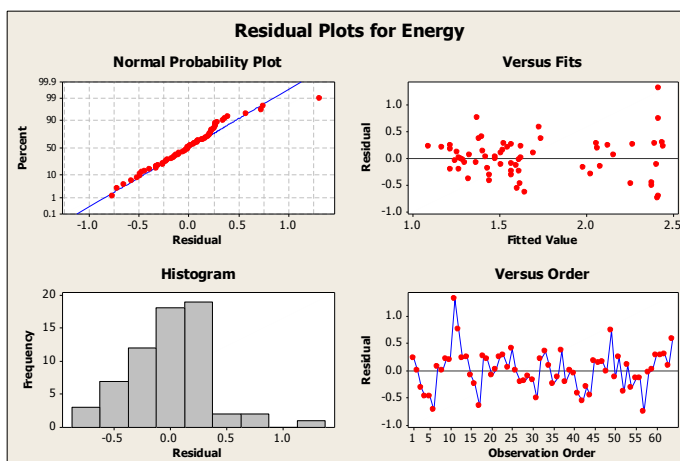 Residual Plots for Energy
Normal Probability Plot
Percent
99.9
99
90
50
10
1
0.1
-1.0 -0.5 0.0 0.5 1.0
Residual
Versus Fits
Residual
1.0
0.5
0.0
-0.5
-1.0
1.0 1.5 2.0 2.5
Fitted Value
Histogram
Frequency
20
15
10
5
0
-0.5 0.0 0.5 1.0
Residual
Versus Order
Residual
1.0
0.5
0.0
-0.5
-1.0
1 5 10 15 20 25 30 35 40 45 50 55 60
Observation Order